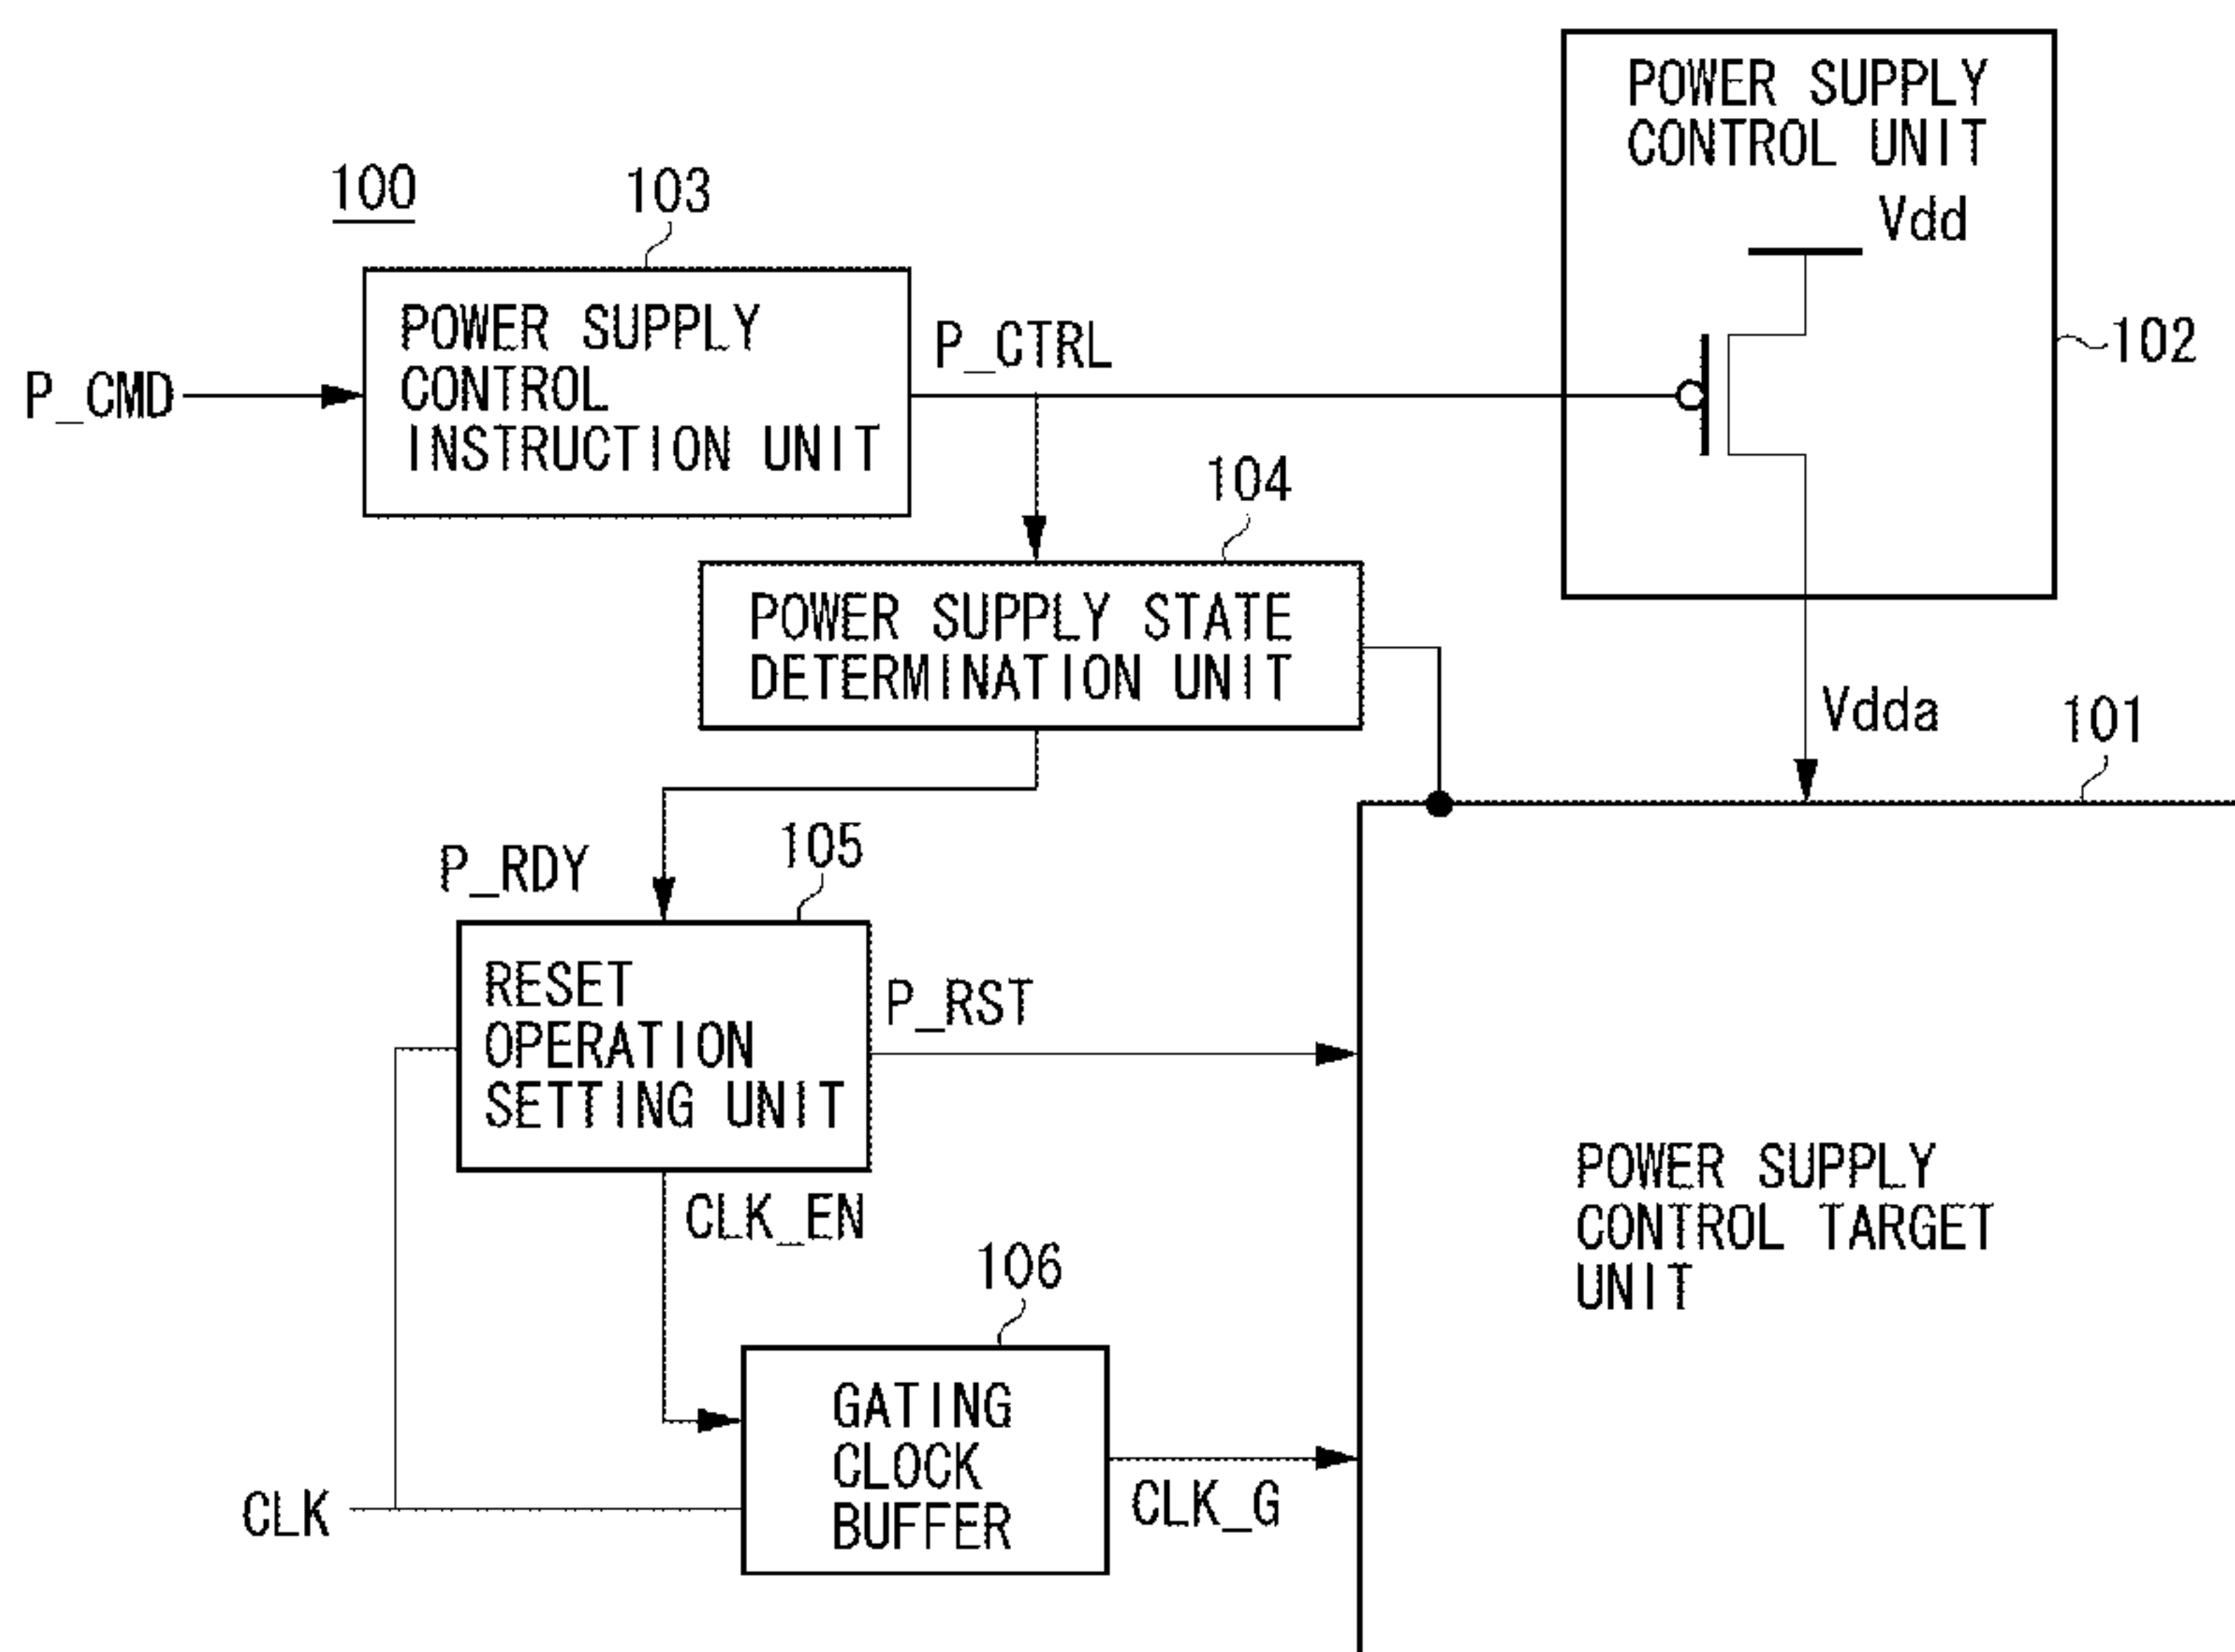 100
103
POWER SUPPLY
CONTROL UNIT
Vdd
102
P_CMD
POWER SUPPLY
CONTROL
INSTRUCTION UNIT
P_CTRL
104
POWER SUPPLY STATE
DETERMINATION UNIT
Vdda
101
P_RDY
105
RESET
OPERATION
SETTING UNIT
P_RST
CLK_EN
POWER SUPPLY
CONTROL TARGET
UNIT
106
GATING
CLOCK
BUFFER
CLK
CLK_G